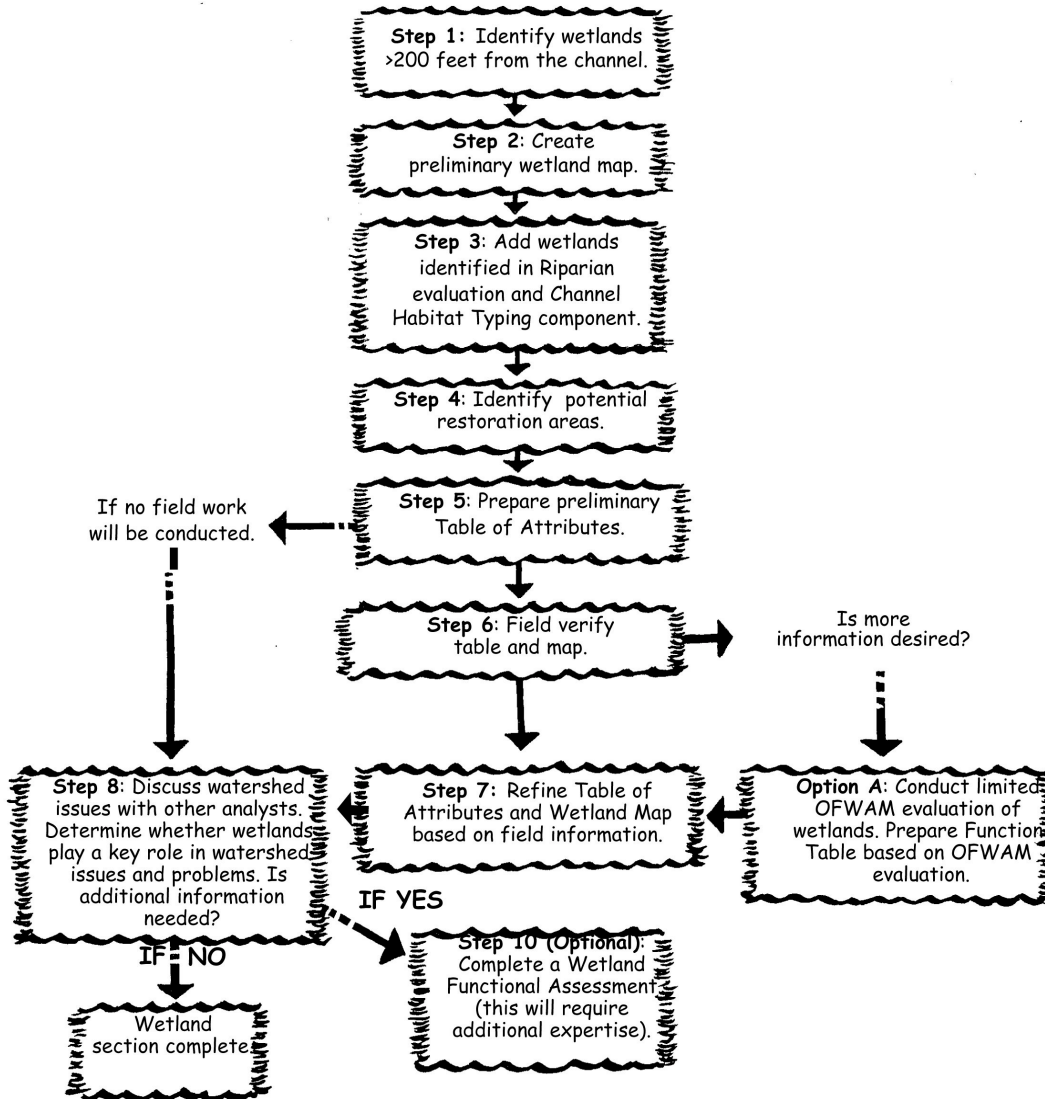 Step 1: Identify wetlands
>200 feet from the channel.
Step 2: Create
preliminary wetland map.
Step 3: Add wetlands
identified in Riparian
evaluation and Channel
Habitat Typing component.
Step 4: Identify potential
restoration areas.
Step 5: Prepare preliminary
Table of Attributes.
If no field work
will be conducted.
Step 6: Field verify
table and map.
Is more
information desired?
Step 8: Discuss watershed
issues with other analysts.
Determine whether wetlands
play a key role in watershed
issues and problems. Is
additional information
needed?
Step 7: Refine Table of
Attributes and Wetland Map
based on field information.
Option A: Conduct limited
OFWAM evaluation of
wetlands. Prepare Function
Table based on OFWAM
evaluation.
IF YES
IF NO
Step 10 (Optional):
Complete a Wetland
Functional Assessment
(this will require
additional expertise).
Wetland
section complete.